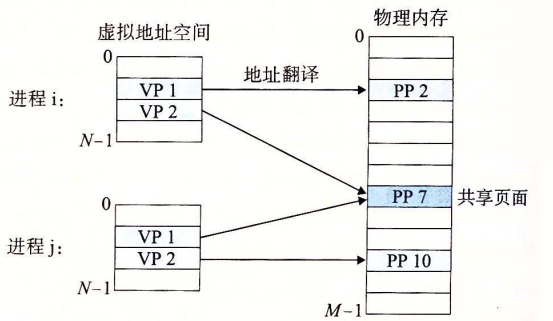 虚拟地址空间
物理内存
0
0
地址翻译
进程 i:
VP 1
PP 2
VP 2
N-1
PP 7
共享页面
0
进程 j:
VP 1
VP 2
PP 10
N-1
M-1